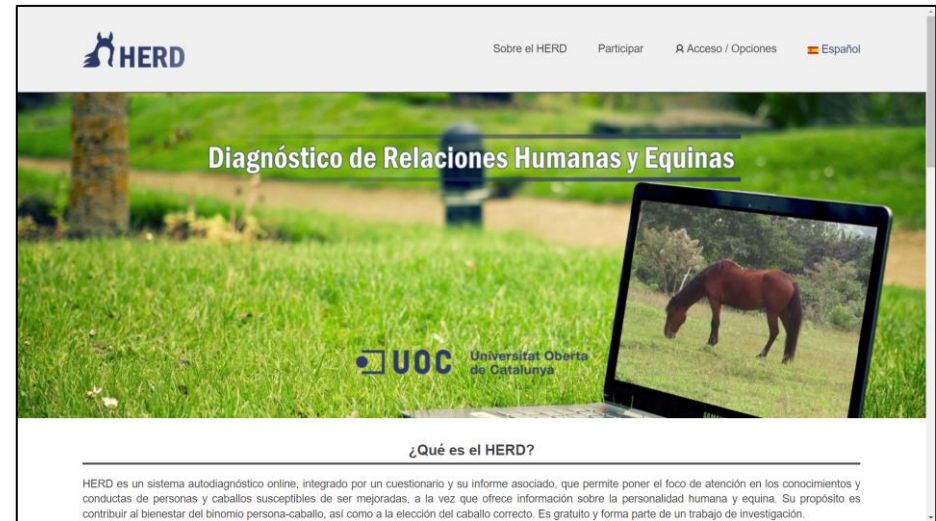 HERD
Sobre el HERD Participar Acceso / Opciones Español
Diagnóstico de Relaciones Humanas y Equinas
UOC Universitat Oberta
de Catalunya
¿Qué es el HERD?
HERD es un sistema autodiagnóstico online, integrado por un cuestionario y su informe asociado, que permite poner el foco de atención en los conocimientos y
conductas de personas y caballos susceptibles de ser mejoradas, a la vez que ofrece información sobre la personalidad humana y equina. Su propósito es
contribuir al bienestar del binomio persona-caballo, así como a la elección del caballo correcto. Es gratuito y forma parte de un trabajo de investigación.